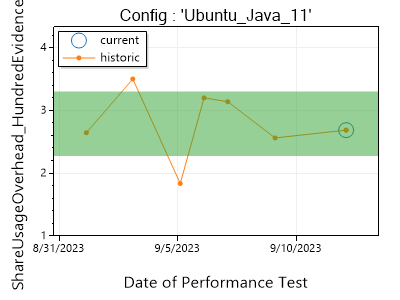 Config : 'Ubuntu_Java_11'
current
historic
ShareUsageOverhead_HundredEvidence
4
3
2
1
8/31/2023
9/5/2023
9/10/2023
Date of Performance Test